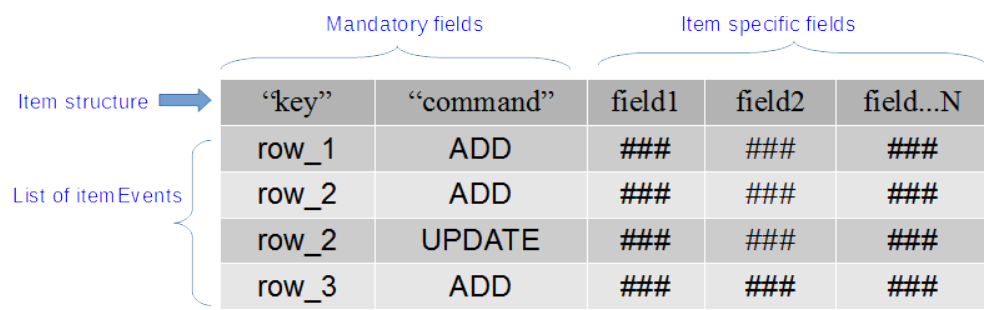 Mandatory fields Item specific fields
Item structure “key” “command” field1 field2 field...N
row_1 ADD ### ### ###
List of itemEvents row_2 ADD ### ### ###
row_2 UPDATE ### ### ###
row_3 ADD ### ### ###